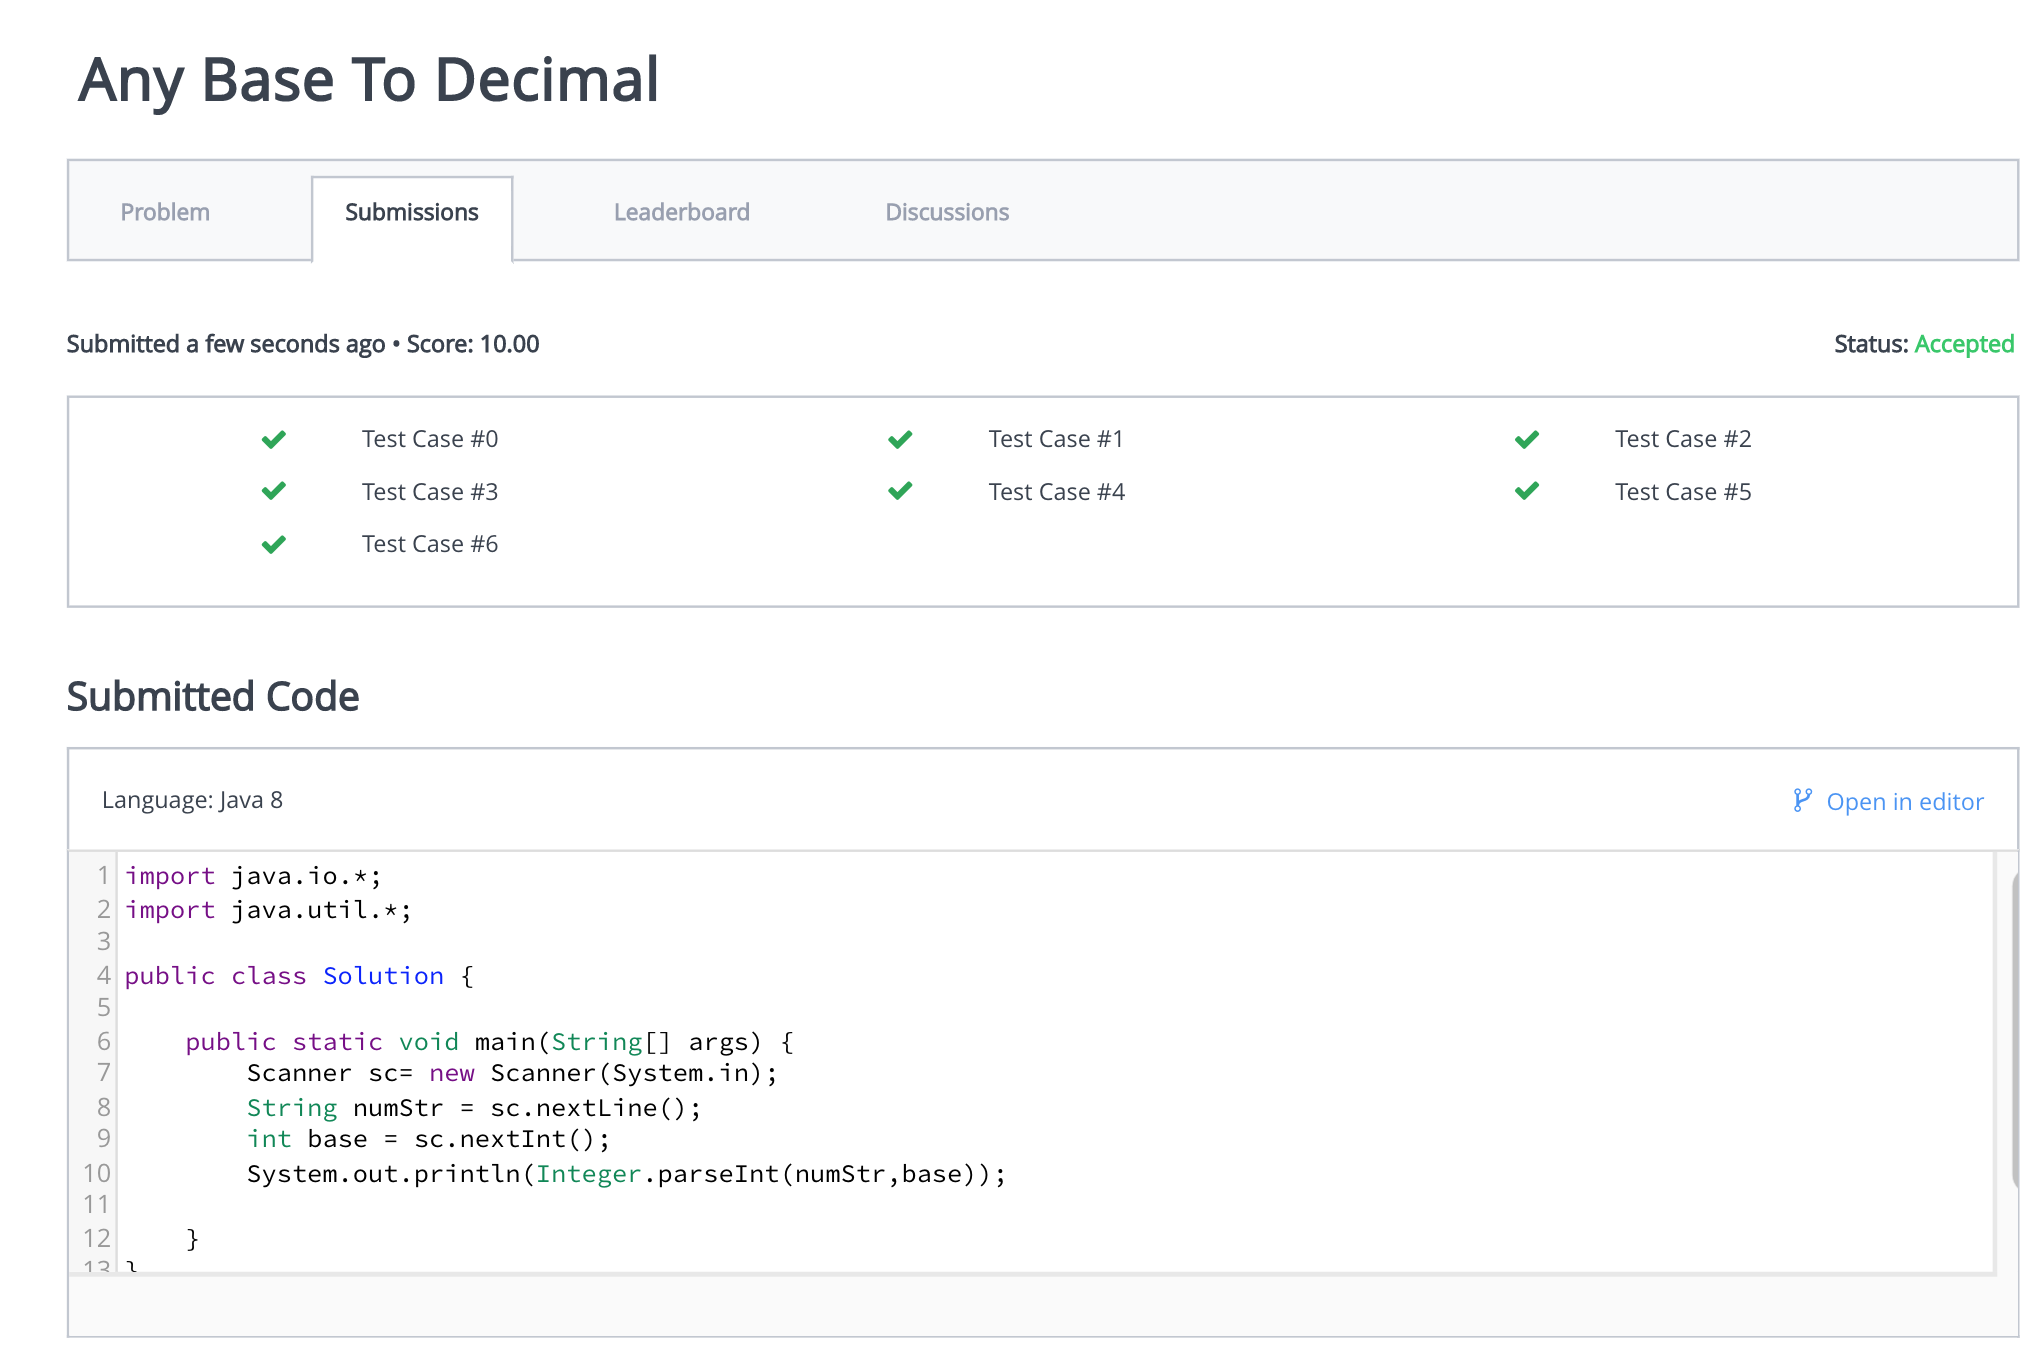 Any Base To Decimal
Problem Submissions Leaderboard Discussions
Submitted a few seconds ago • Score: 10.00 Status: Accepted
Test Case #0 Test Case #1 Test Case #2
Test Case #3 Test Case #4 Test Case #5
Test Case #6
Submitted Code
Language: Java 8 Open in editor
1 import java.io.*;
2 import java.util.*;
3
4 public class Solution {
5
6     public static void main(String[] args) {
7         Scanner sc= new Scanner(System.in);
8         String numStr = sc.nextLine();
9         int base = sc.nextInt();
10         System.out.println(Integer.parseInt(numStr,base));
11
12     }
13 }